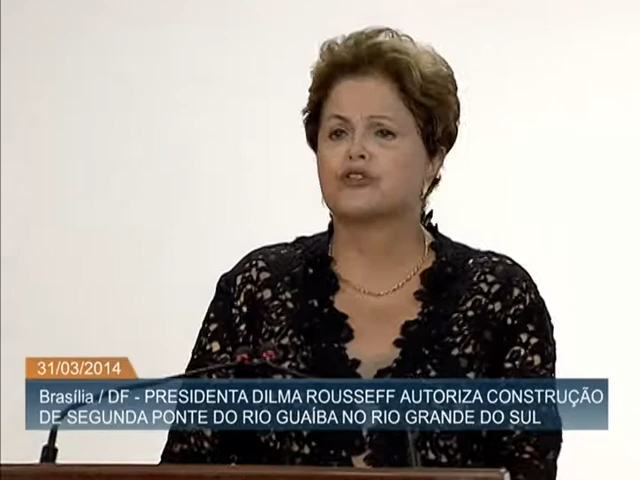 31/03/2014
Brasília / DF - PRESIDENTA DILMA ROUSSEFF AUTORIZA CONSTRUÇÃO
DE SEGUNDA PONTE DO RIO GUAÍBA NO RIO GRANDE DO SUL